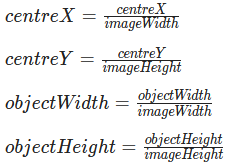 centreX = centreX / imageWidth
centreY = centreY / imageHeight
objectWidth = objectWidth / imageWidth
objectHeight = objectHeight / imageHeight